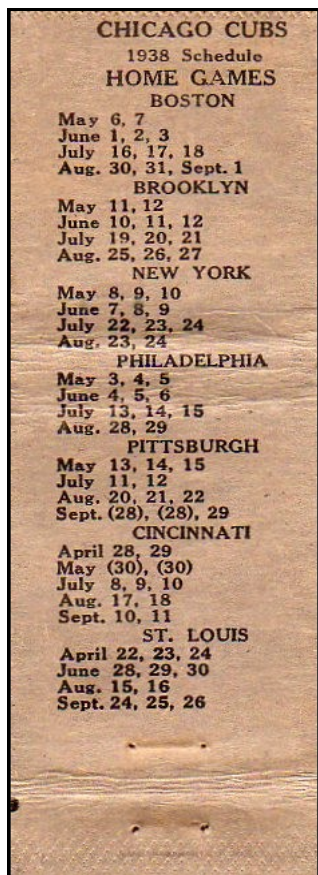 CHICAGO CUBS
1938 Schedule
HOME GAMES
BOSTON
May 6, 7
June 1, 2, 3
July 16, 17, 18
Aug. 30, 31, Sept. 1
BROOKLYN
May 11, 12
June 10, 11, 12
July 19, 20, 21
Aug. 25, 26, 27
NEW YORK
May 8, 9, 10
June 7, 8, 9
July 22, 23, 24
Aug. 23, 24
PHILADELPHIA
May 3, 4, 5
June 4, 5, 6
July 13, 14, 15
Aug. 28, 29
PITTSBURGH
May 13, 14, 15
July 11, 12
Aug. 20, 21, 22
Sept. (28), (28), 29
CINCINNATI
April 28, 29
May (30), (30)
July 8, 9, 10
Aug. 17, 18
Sept. 10, 11
ST. LOUIS
April 22, 23, 24
June 28, 29, 30
Aug. 15, 16
Sept. 24, 25, 26